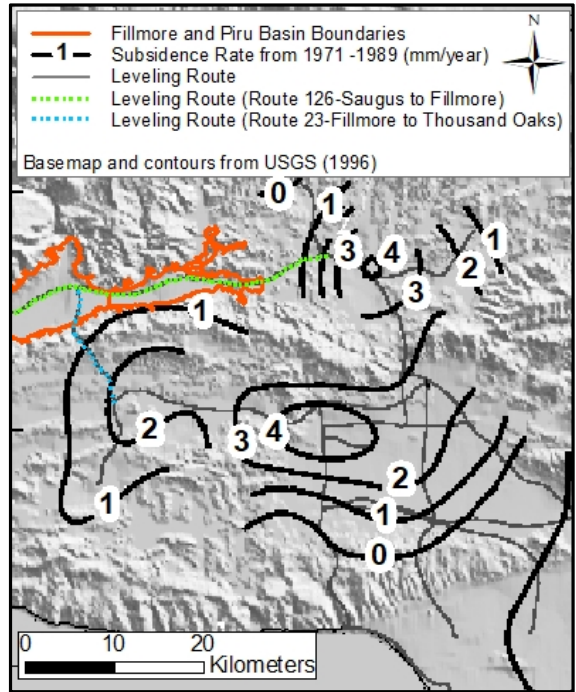 N
Fillmore and Piru Basin Boundaries
1 Subsidence Rate from 1971 -1989 (mm/year)
Leveling Route
Leveling Route (Route 126-Saugus to Fillmore)
Leveling Route (Route 23-Fillmore to Thousand Oaks)
Basemap and contours from USGS (1996)
0
1
3
4
1
2
3
1
2
3
4
2
1
1
0
0 10 20
Kilometers